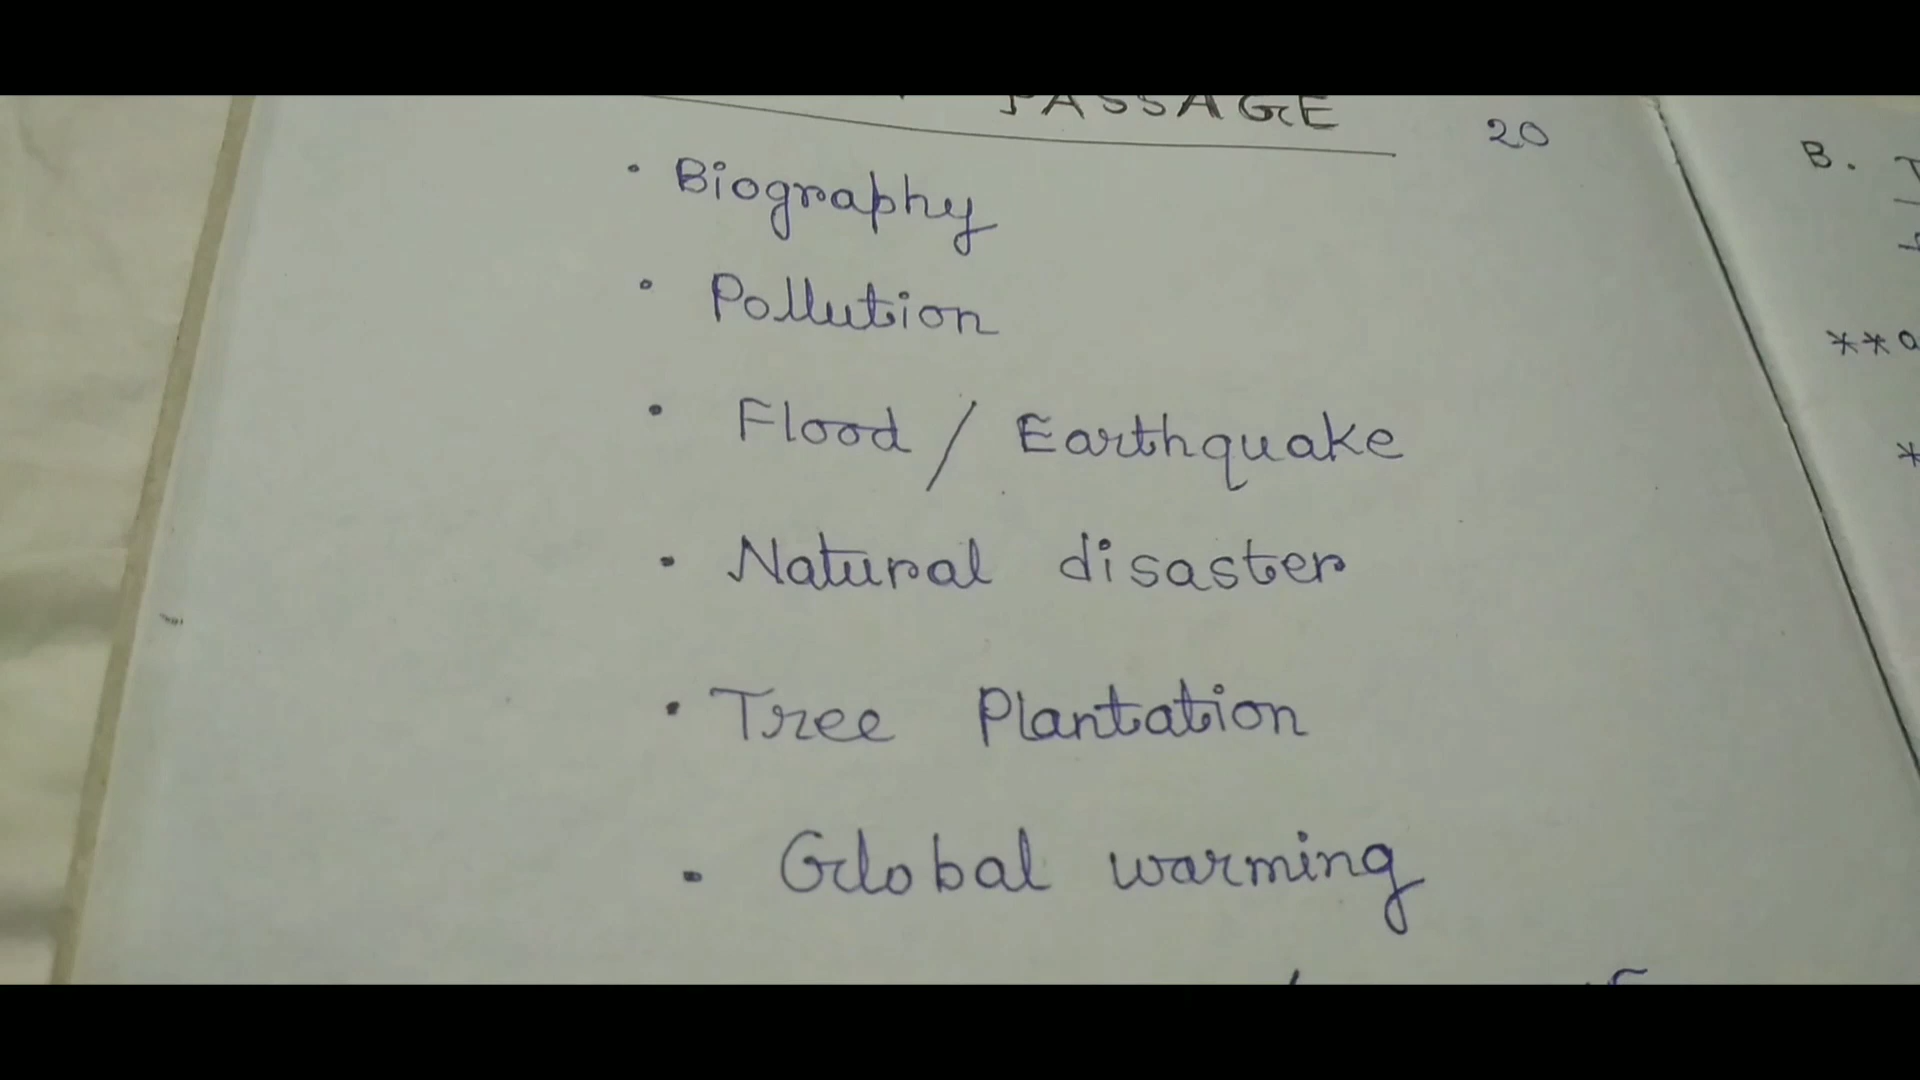 PASSAGE 20
• Biography
• Pollution
• Flood / Earthquake
• Natural disaster
• Tree Plantation
• Global warming
B.
**
*